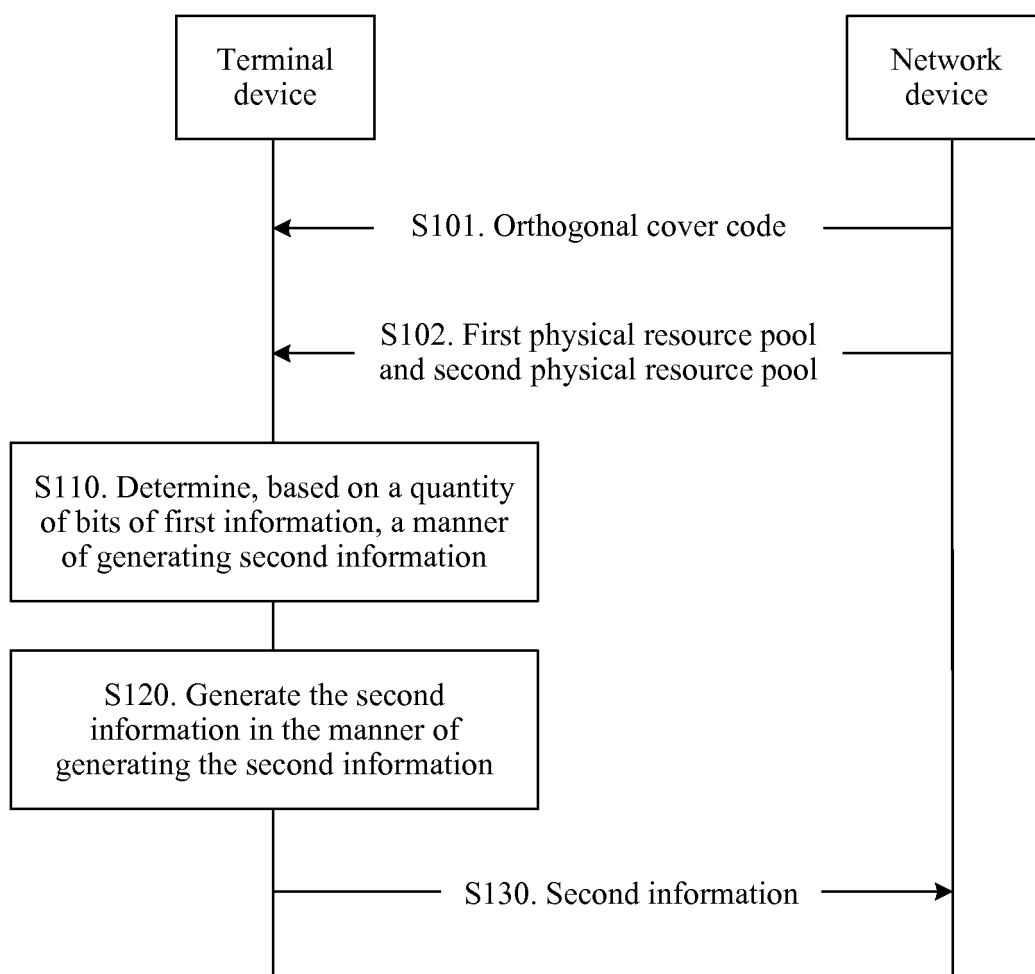 Terminal
device
Network
device
S101. Orthogonal cover code
S102. First physical resource pool
and second physical resource pool
S110. Determine, based on a quantity
of bits of first information, a manner
of generating second information
S120. Generate the second
information in the manner of
generating the second information
S130. Second information